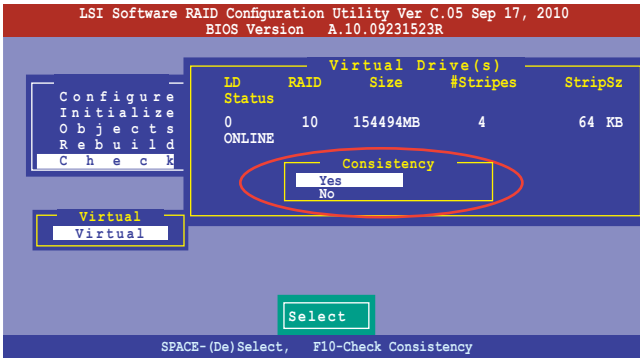 LSI Software RAID Configuration Utility Ver C.05 Sep 17, 2010
BIOS Version A.10.09231523R
Configure
Initialize
Objects
Rebuild
Check
Virtual Drive(s)
LD RAID Size #Stripes StripSz
Status
0 10 154494MB 4 64 KB
ONLINE
Consistency
Yes
No
Virtual
Virtual
Select
SPACE-(De)Select, F10-Check Consistency